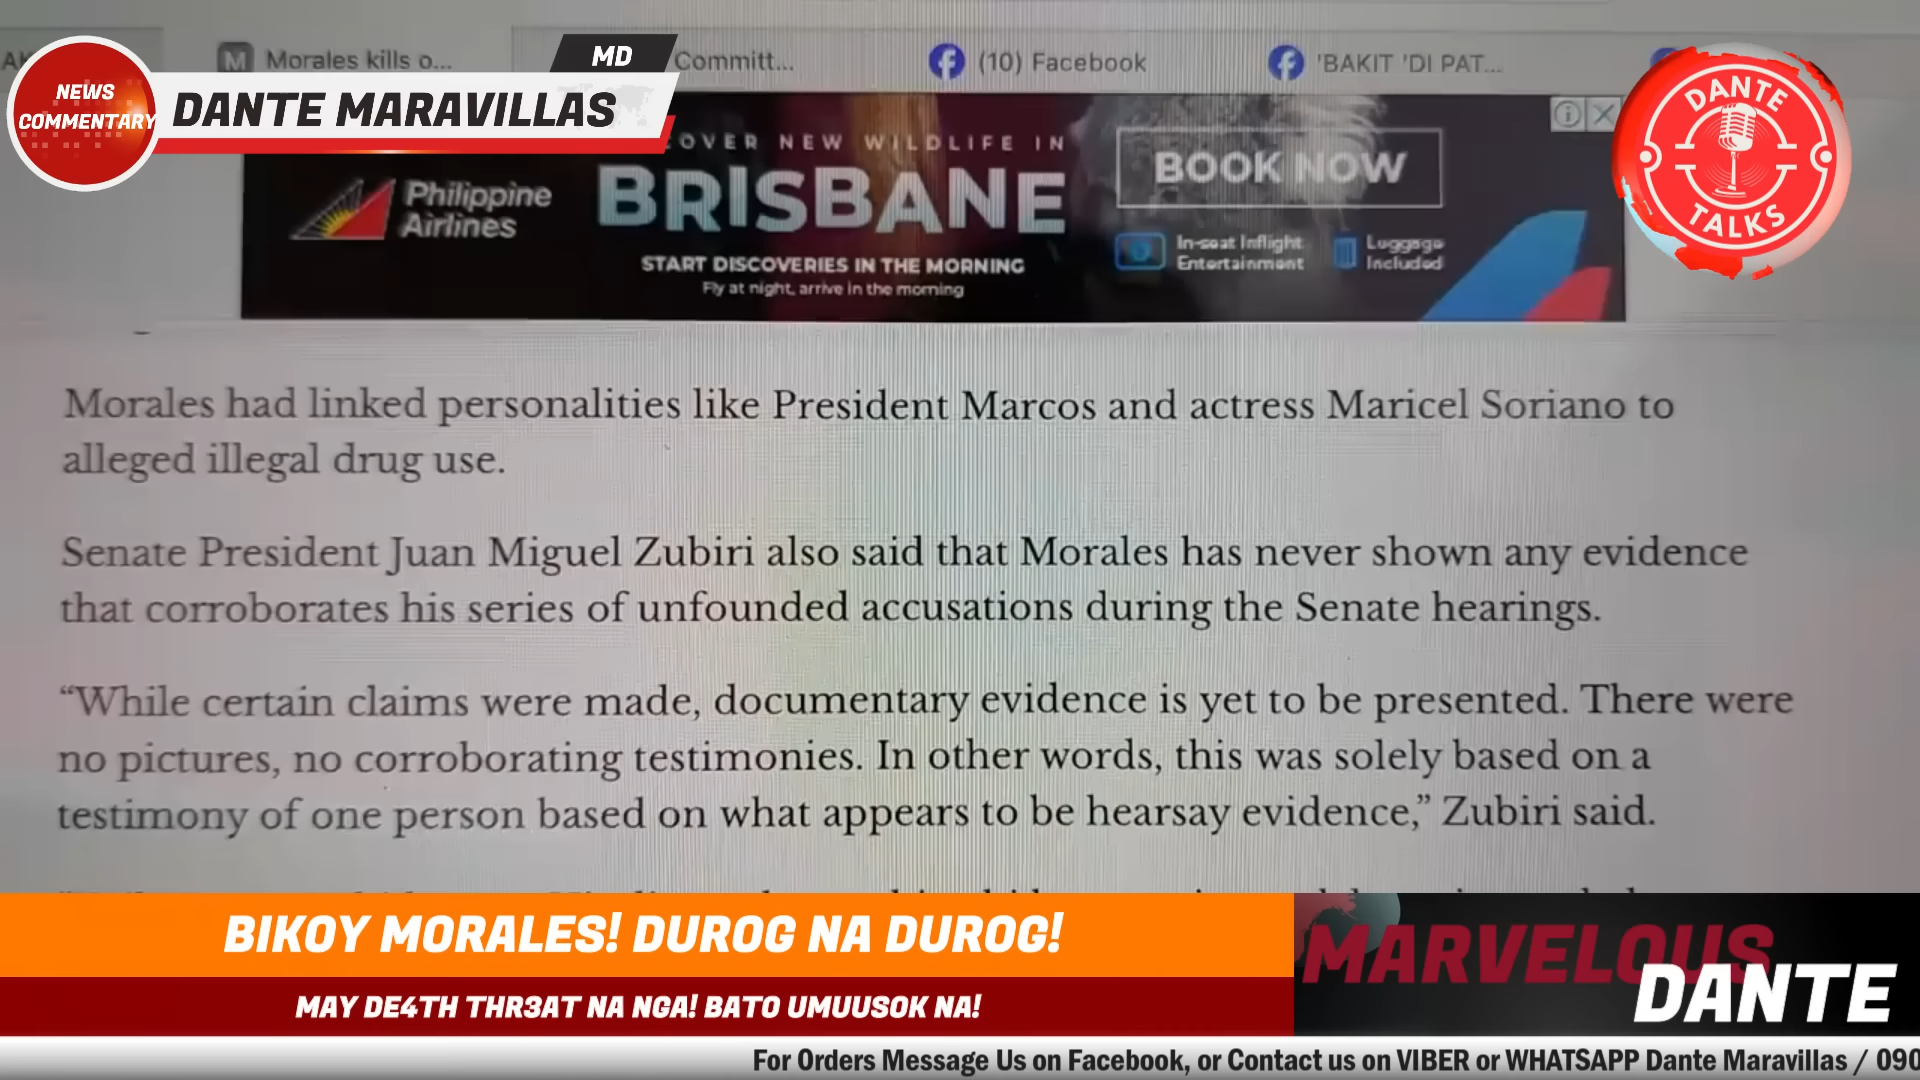 Morales kills o...
Committ...
(10) Facebook
'BAKIT 'DI PAT...
MD
NEWS
COMMENTARY
DANTE MARAVILLAS
DANTE
TALKS
OVER NEW WILDLIFE IN
BRISBANE
Philippine
Airlines
START DISCOVERIES IN THE MORNING
Fly at night, arrive in the morning
BOOK NOW
In-seat Inflight
Entertainment
Luggage
Included
Morales had linked personalities like President Marcos and actress Maricel Soriano to
alleged illegal drug use.
Senate President Juan Miguel Zubiri also said that Morales has never shown any evidence
that corroborates his series of unfounded accusations during the Senate hearings.
“While certain claims were made, documentary evidence is yet to be presented. There were
no pictures, no corroborating testimonies. In other words, this was solely based on a
testimony of one person based on what appears to be hearsay evidence,” Zubiri said.
BIKOY MORALES! DUROG NA DUROG!
MAY DE4TH THR3AT NA NGA! BATO UMUUSOK NA!
MARVELOUS
DANTE
For Orders Message Us on Facebook, or Contact us on VIBER or WHATSAPP Dante Maravillas / 090